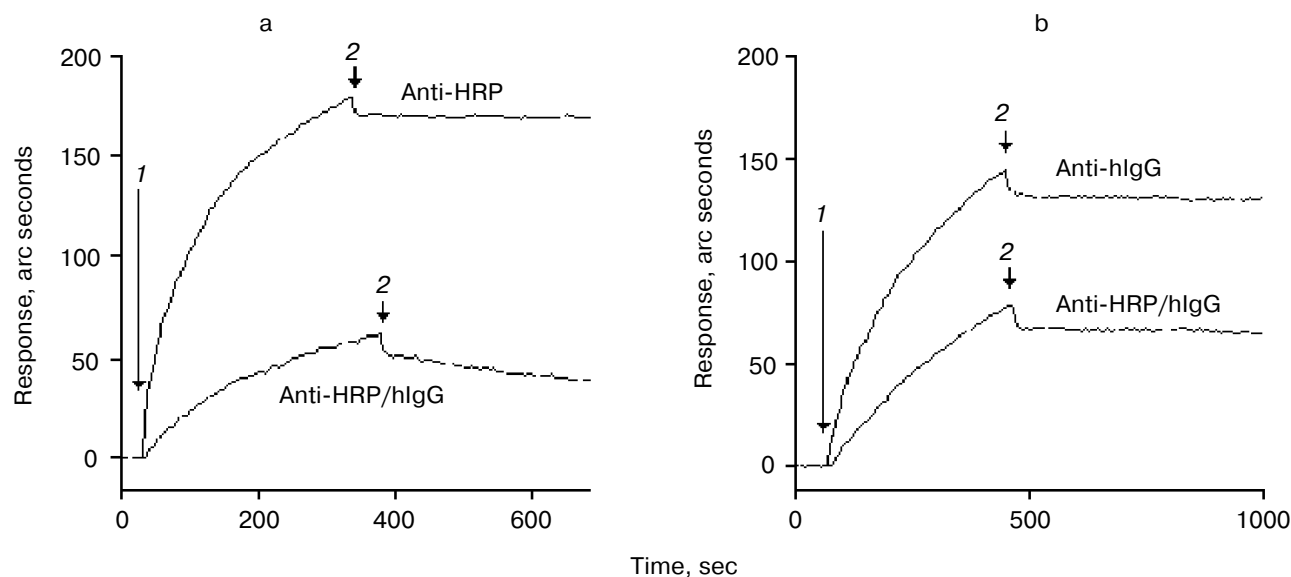 a
200
150
100
50
0
Response, arc seconds
1
2
Anti-HRP
2
Anti-HRP/hIgG
0
200
400
600
b
200
150
100
50
0
Response, arc seconds
1
2
Anti-hIgG
2
Anti-HRP/hIgG
0
500
1000
Time, sec